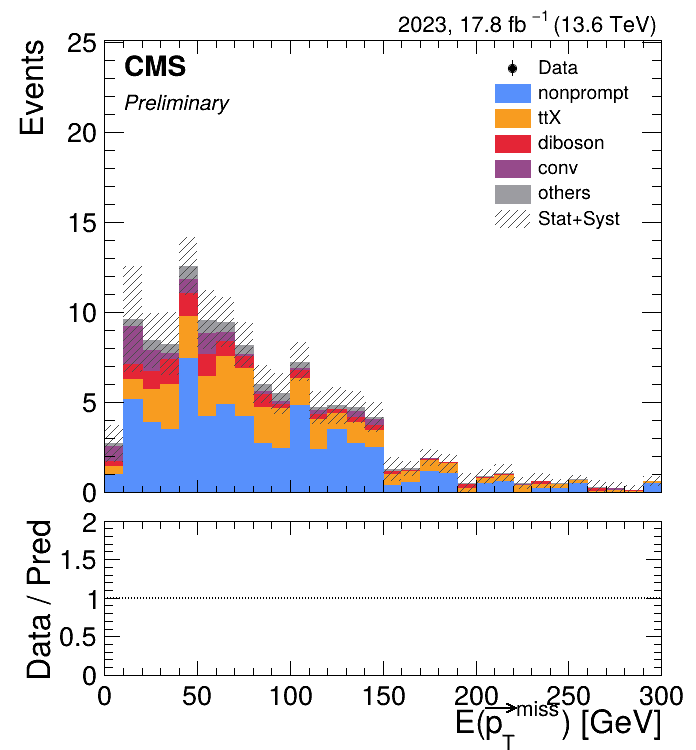 2023, 17.8 fb⁻¹ (13.6 TeV)
Events
25
20
15
10
5
0
CMS
Preliminary
Data
nonprompt
ttX
diboson
conv
others
Stat+Syst
Data / Pred
2
1.5
1
0.5
0
0 50 100 150 200 250 300
E(p⃗_T^miss) [GeV]